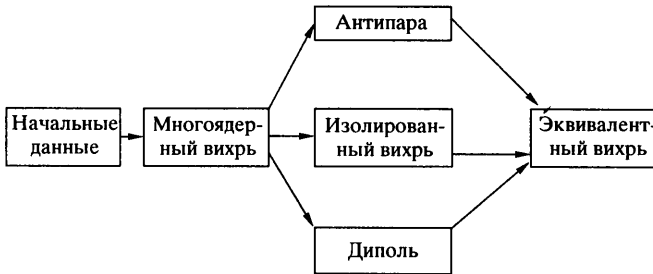 Антипара
Начальные
данные
Многоядер-
ный вихрь
Изолирован-
ный вихрь
Эквивалент-
ный вихрь
Диполь